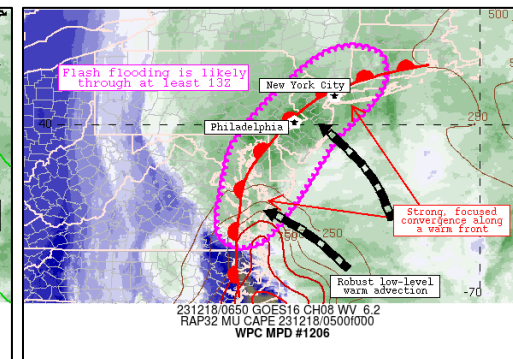 500
Flash flooding is likely
through at least 13Z
New York City
40
250
Philadelphia
Strong, focused
convergence along
a warm front
250
Robust low-level
warm advection
-70
231218/0650 GOES16 CH08 WV 6.2
RAP32 MU CAPE 231218/0500f000
WPC MPD #1206